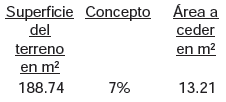 Superficie Concepto Área a
del ceder
terreno en m²
en m²
188.74 7% 13.21